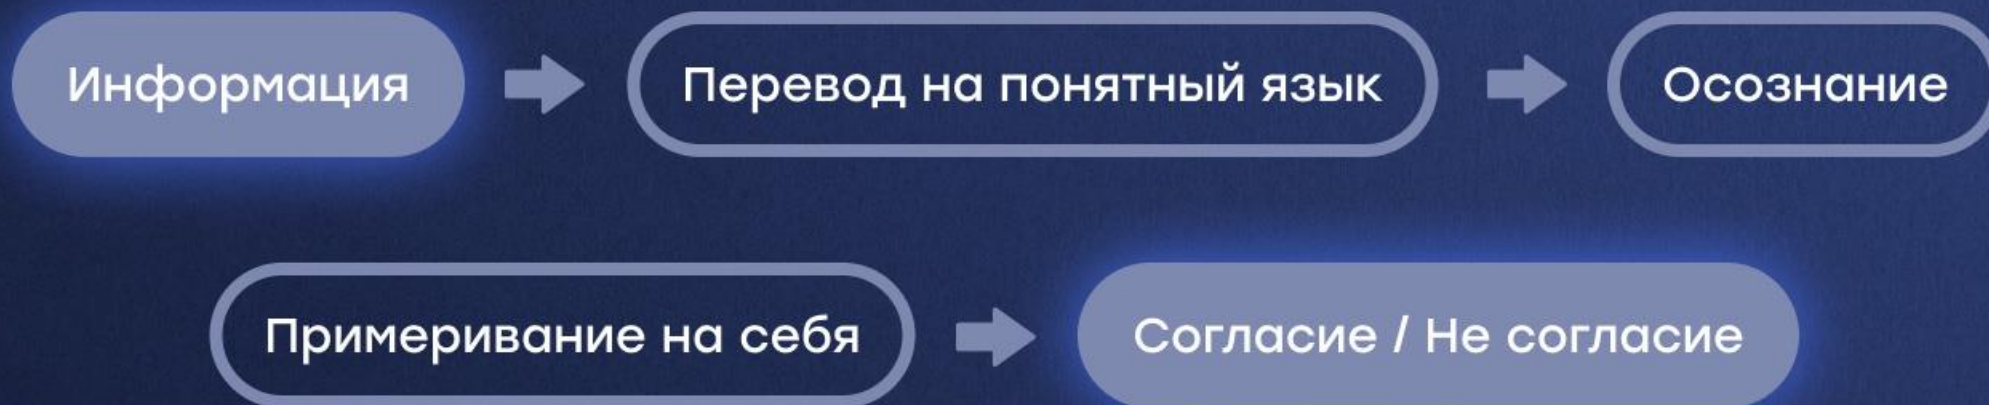 Информация
Перевод на понятный язык
Осознание
Примеривание на себя
Согласие / Не согласие